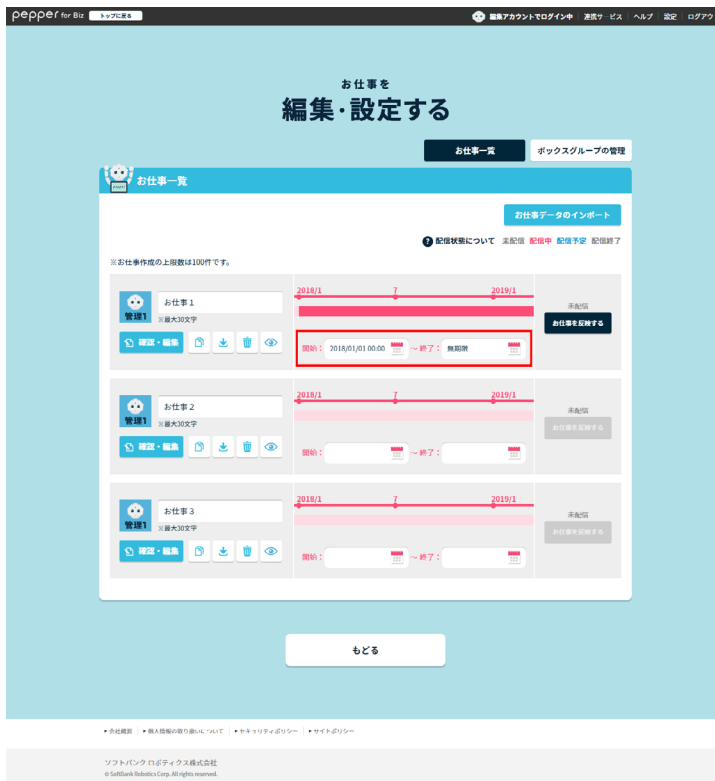 pepper for Biz トップに戻る 編集アカウントでログイン中 連携サービス ヘルプ 設定 ログアウ
お仕事を
編集・設定する
お仕事一覧 ボックスグループの管理
お仕事一覧
お仕事データのインポート
? 配信状態について 未配信 配信中 配信予定 配信終了
※お仕事作成の上限数は100件です。
2018/1 7 2019/1
お仕事 1
管理1 ※最大30文字
未配信
お仕事を反映する
確認・編集
開始： 2018/01/01 00:00 ～ 終了： 無期限
2018/1 7 2019/1
お仕事 2
管理1 ※最大30文字
未配信
お仕事を反映する
確認・編集
開始： ～ 終了：
2018/1 7 2019/1
お仕事 3
管理1 ※最大30文字
未配信
お仕事を反映する
確認・編集
開始： ～ 終了：
もどる
会社概要 個人情報の取り扱いについて セキュリティポリシー サイトポリシー
ソフトバンク ロボティクス株式会社
© SoftBank Robotics Corp. All rights reserved.